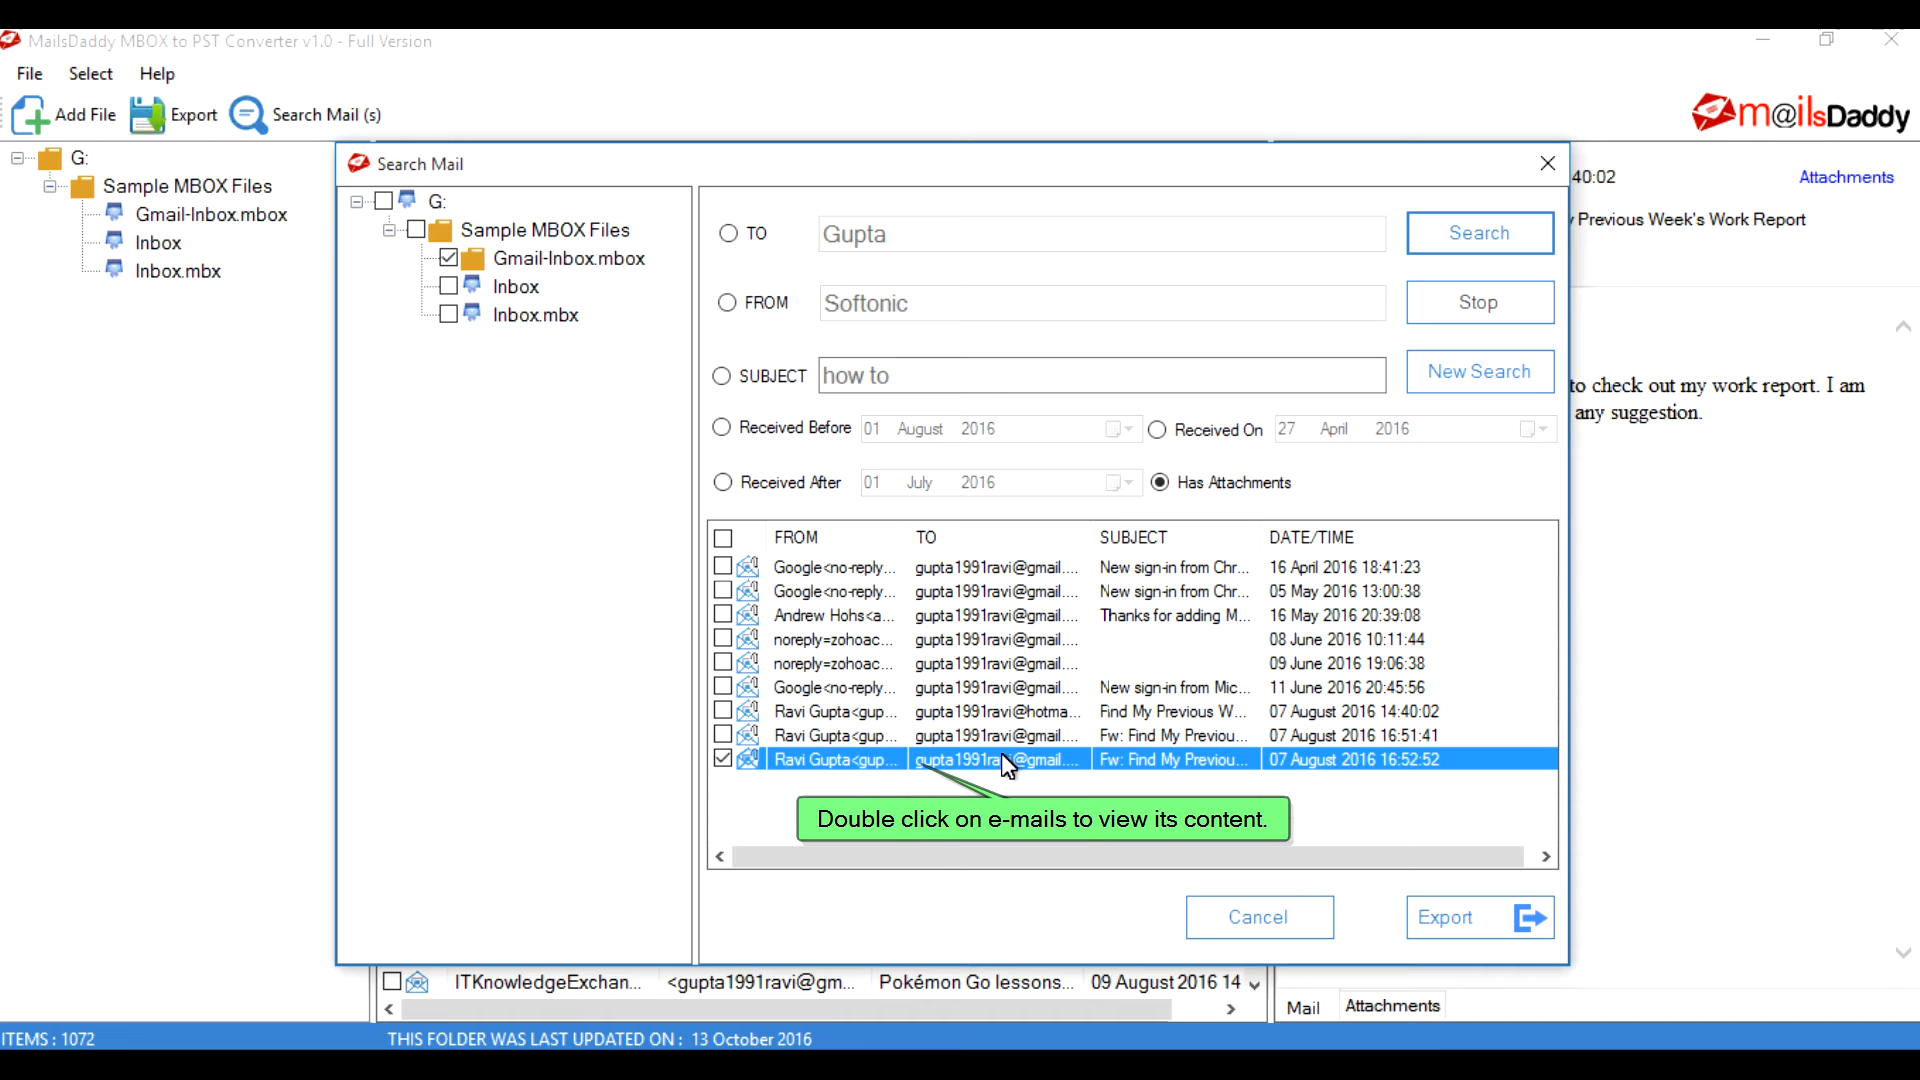 MailsDaddy MBOX to PST Converter v1.0 - Full Version
File Select Help
Add File Export Search Mail (s)
m@ilsDaddy
G:
Sample MBOX Files
Gmail-Inbox.mbox
Inbox
Inbox.mbx
Search Mail
G:
Sample MBOX Files
Gmail-Inbox.mbox
Inbox
Inbox.mbx
TO Gupta Search
FROM Softonic Stop
SUBJECT how to New Search
Received Before 01 August 2016 Received On 27 April 2016
Received After 01 July 2016 Has Attachments
FROM TO SUBJECT DATE/TIME
Google<no-reply... gupta1991ravi@gmail.... New sign-in from Chr... 16 April 2016 18:41:23
Google<no-reply... gupta1991ravi@gmail.... New sign-in from Chr... 05 May 2016 13:00:38
Andrew Hohs<a... gupta1991ravi@gmail.... Thanks for adding M... 16 May 2016 20:39:08
noreply=zohoac... gupta1991ravi@gmail.... 08 June 2016 10:11:44
noreply=zohoac... gupta1991ravi@gmail.... 09 June 2016 19:06:38
Google<no-reply... gupta1991ravi@gmail.... New sign-in from Mic... 11 June 2016 20:45:56
Ravi Gupta<gup... gupta1991ravi@hotma... Find My Previous W... 07 August 2016 14:40:02
Ravi Gupta<gup... gupta1991ravi@gmail.... Fw: Find My Previou... 07 August 2016 16:51:41
Ravi Gupta<gup... gupta1991ravi@gmail.... Fw: Find My Previou... 07 August 2016 16:52:52
Double click on e-mails to view its content.
Cancel Export
40:02 Attachments
y Previous Week's Work Report
to check out my work report. I am
any suggestion.
ITKnowledgeExchan... <gupta1991ravi@gm... Pokémon Go lessons... 09 August 2016 14
Mail Attachments
ITEMS : 1072 THIS FOLDER WAS LAST UPDATED ON : 13 October 2016